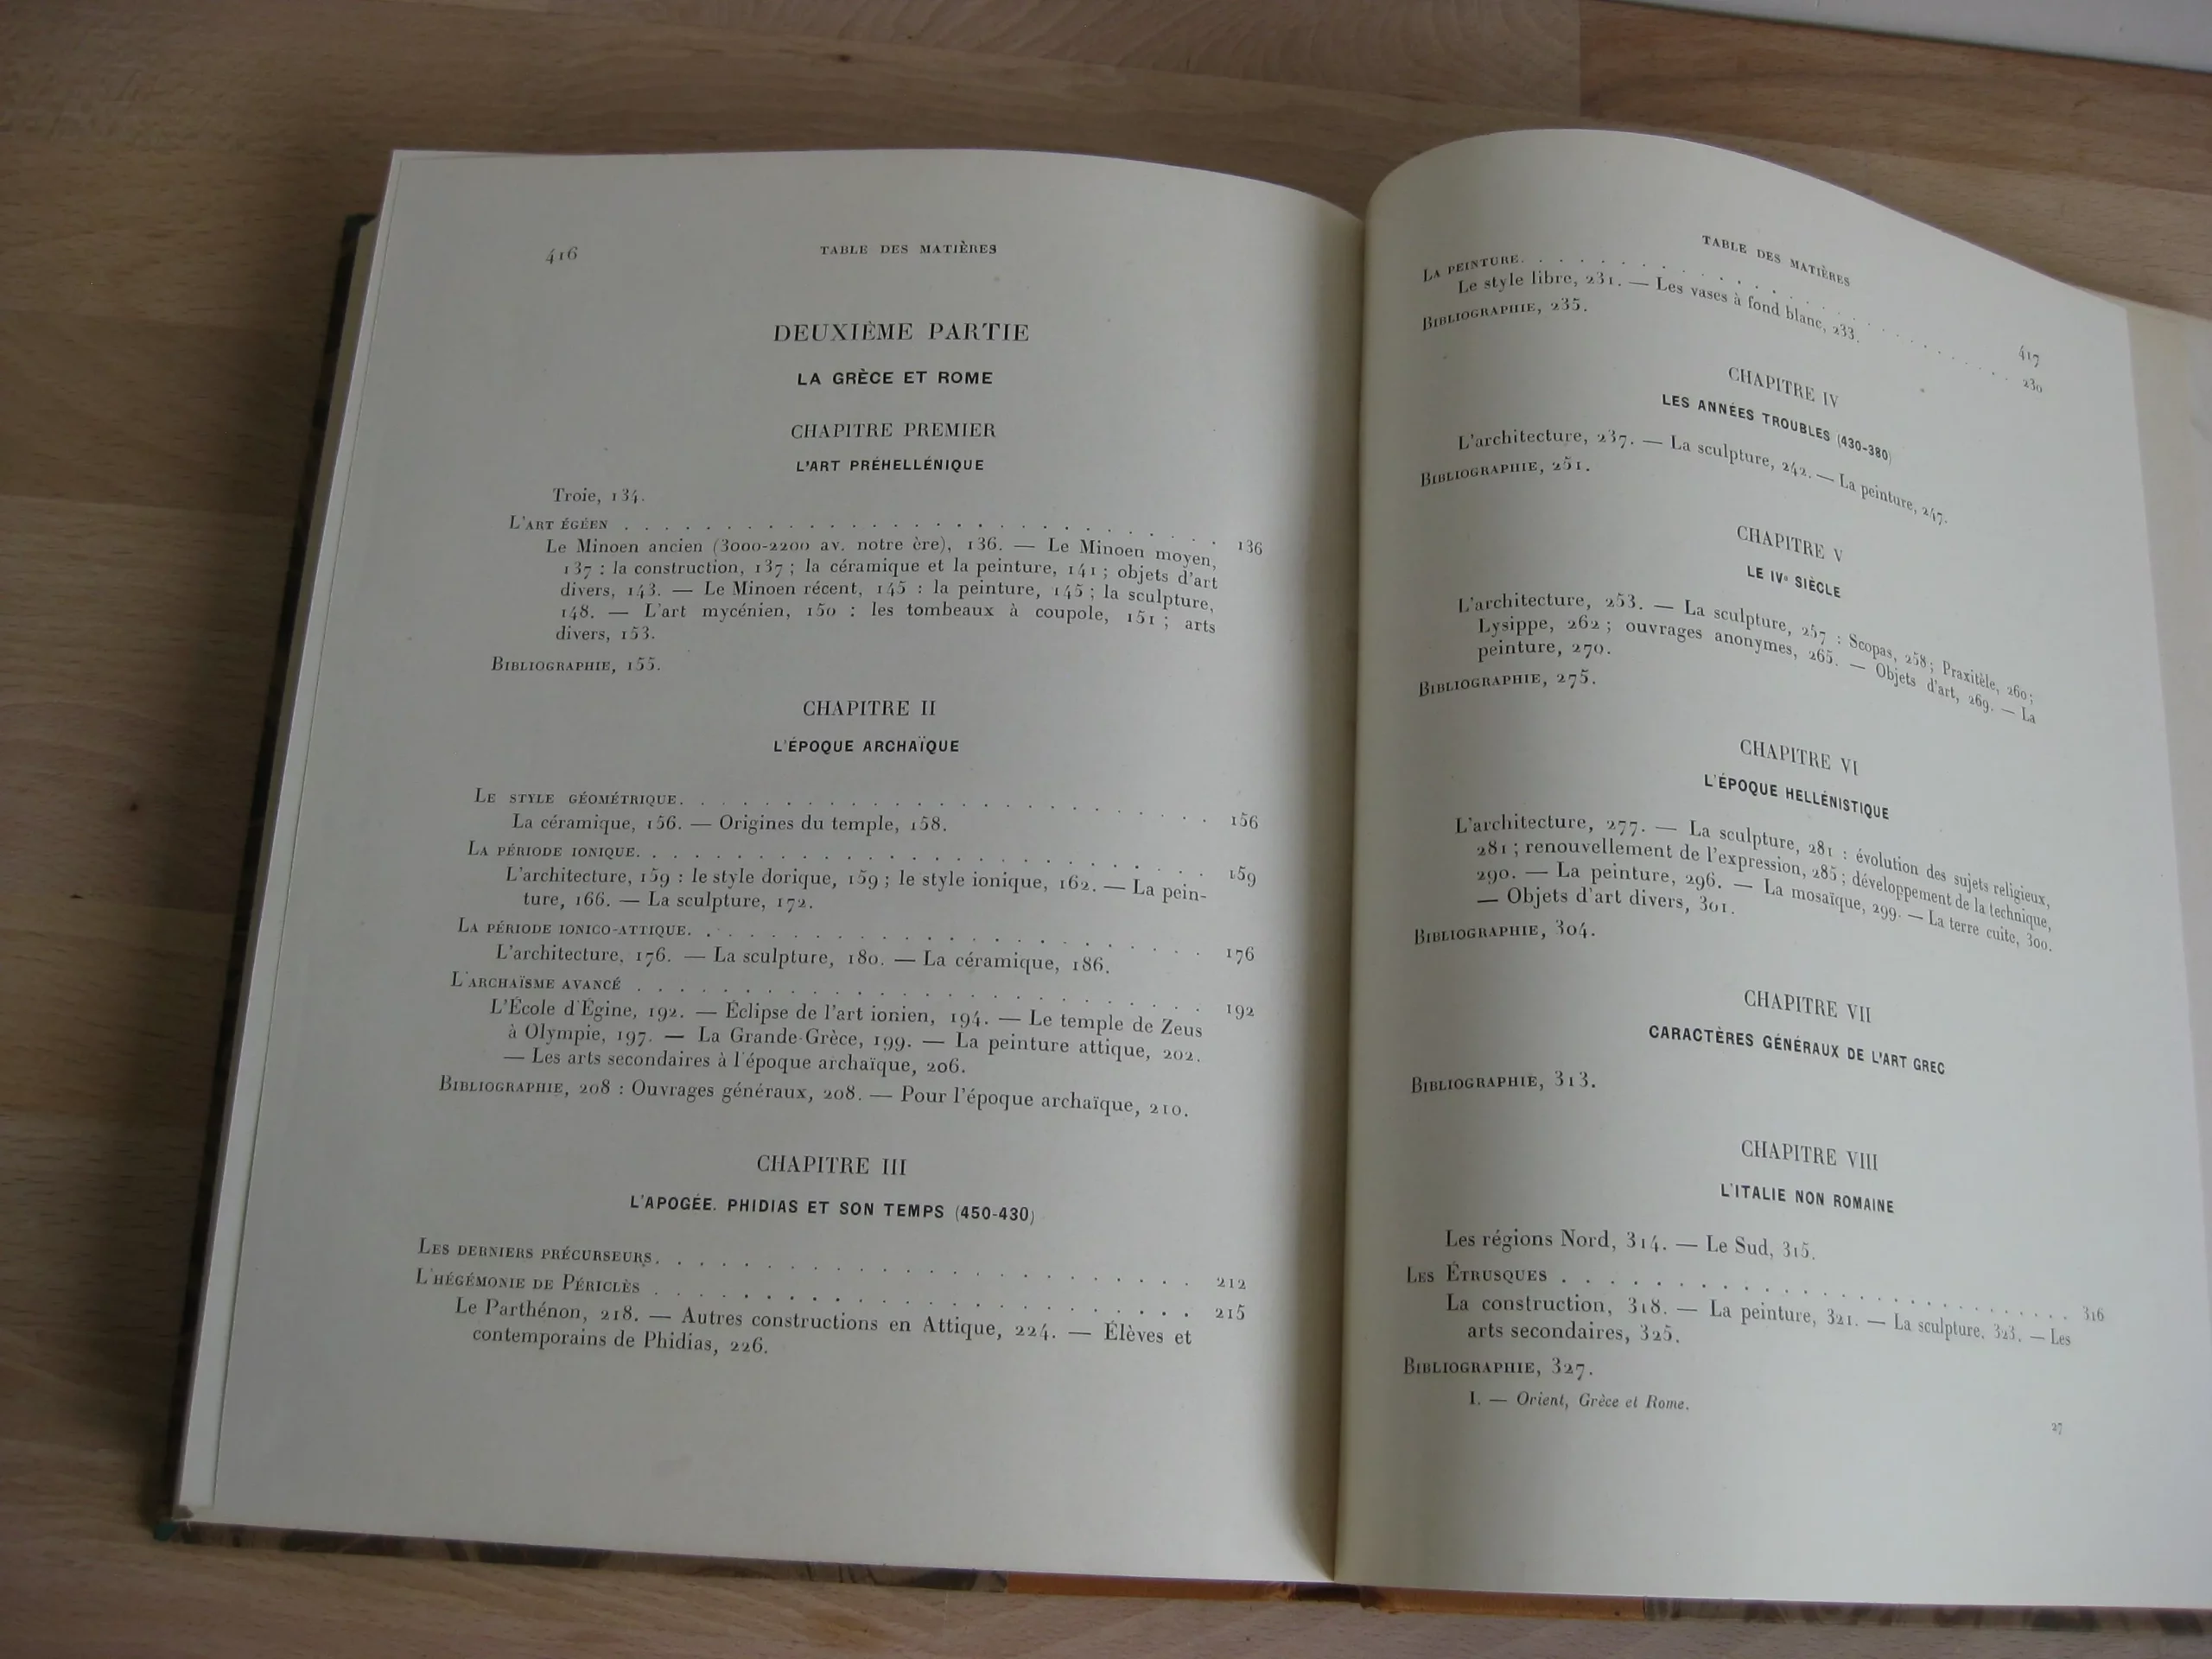 416
TABLE DES MATIÈRES
DEUXIÈME PARTIE
LA GRÈCE ET ROME
CHAPITRE PREMIER
L'ART PRÉHELLÉNIQUE
Troie, 134.
L'ART ÉGÉEN . . . . . . . . . . . . . . . . . . . . . . . . 136
Le Minoen ancien (3000-2200 av. notre ère), 136. — Le Minoen moyen,
137 : la construction, 137 ; la céramique et la peinture, 141 ; objets d'art
divers, 143. — Le Minoen récent, 145 : la peinture, 145 ; la sculpture,
148. — L'art mycénien, 150 : les tombeaux à coupole, 151 ; arts
divers, 153.
BIBLIOGRAPHIE, 155.
CHAPITRE II
L'ÉPOQUE ARCHAÏQUE
LE STYLE GÉOMÉTRIQUE. . . . . . . . . . . . . . . . . . . . . . 156
La céramique, 156. — Origines du temple, 158.
LA PÉRIODE IONIQUE. . . . . . . . . . . . . . . . . . . . . . . 159
L'architecture, 159 : le style dorique, 159 ; le style ionique, 162. — La pein-
ture, 166. — La sculpture, 172.
LA PÉRIODE IONICO-ATTIQUE. . . . . . . . . . . . . . . . . . . . 176
L'architecture, 176. — La sculpture, 180. — La céramique, 186.
L'ARCHAÏSME AVANCÉ . . . . . . . . . . . . . . . . . . . . . . 192
L'École d'Égine, 192. — Éclipse de l'art ionien, 194. — Le temple de Zeus
à Olympie, 197. — La Grande-Grèce, 199. — La peinture attique, 202.
— Les arts secondaires à l'époque archaïque, 206.
BIBLIOGRAPHIE, 208 : Ouvrages généraux, 208. — Pour l'époque archaïque, 210.
CHAPITRE III
L'APOGÉE. PHIDIAS ET SON TEMPS (450-430)
LES DERNIERS PRÉCURSEURS. . . . . . . . . . . . . . . . . . . . . 212
L'HÉGÉMONIE DE PÉRICLÈS . . . . . . . . . . . . . . . . . . . . 215
Le Parthénon, 218. — Autres constructions en Attique, 224. — Élèves et
contemporains de Phidias, 226.
TABLE DES MATIÈRES
417
LA PEINTURE. . . . . . . . . . . . . . . . . . . . . . . 230
Le style libre, 231. — Les vases à fond blanc, 233.
BIBLIOGRAPHIE, 235.
CHAPITRE IV
LES ANNÉES TROUBLES (430-380)
L'architecture, 237. — La sculpture, 242. — La peinture, 247.
BIBLIOGRAPHIE, 251.
CHAPITRE V
LE IVe SIÈCLE
L'architecture, 253. — La sculpture, 257 : Scopas, 258 ; Praxitèle, 260 ;
Lysippe, 262 ; ouvrages anonymes, 265. — Objets d'art, 269. — La
peinture, 270.
BIBLIOGRAPHIE, 275.
CHAPITRE VI
L'ÉPOQUE HELLÉNISTIQUE
L'architecture, 277. — La sculpture, 281 : évolution des sujets religieux,
281 ; renouvellement de l'expression, 285 ; développement de la technique,
290. — La peinture, 296. — La mosaïque, 299. — La terre cuite, 300.
— Objets d'art divers, 301.
BIBLIOGRAPHIE, 304.
CHAPITRE VII
CARACTÈRES GÉNÉRAUX DE L'ART GREC
BIBLIOGRAPHIE, 313.
CHAPITRE VIII
L'ITALIE NON ROMAINE
Les régions Nord, 314. — Le Sud, 315.
LES ÉTRUSQUES . . . . . . . . . . . . . . . . . . . . . . 316
La construction, 318. — La peinture, 321. — La sculpture. 323. — Les
arts secondaires, 325.
BIBLIOGRAPHIE, 327.
I. — Orient, Grèce et Rome.
27